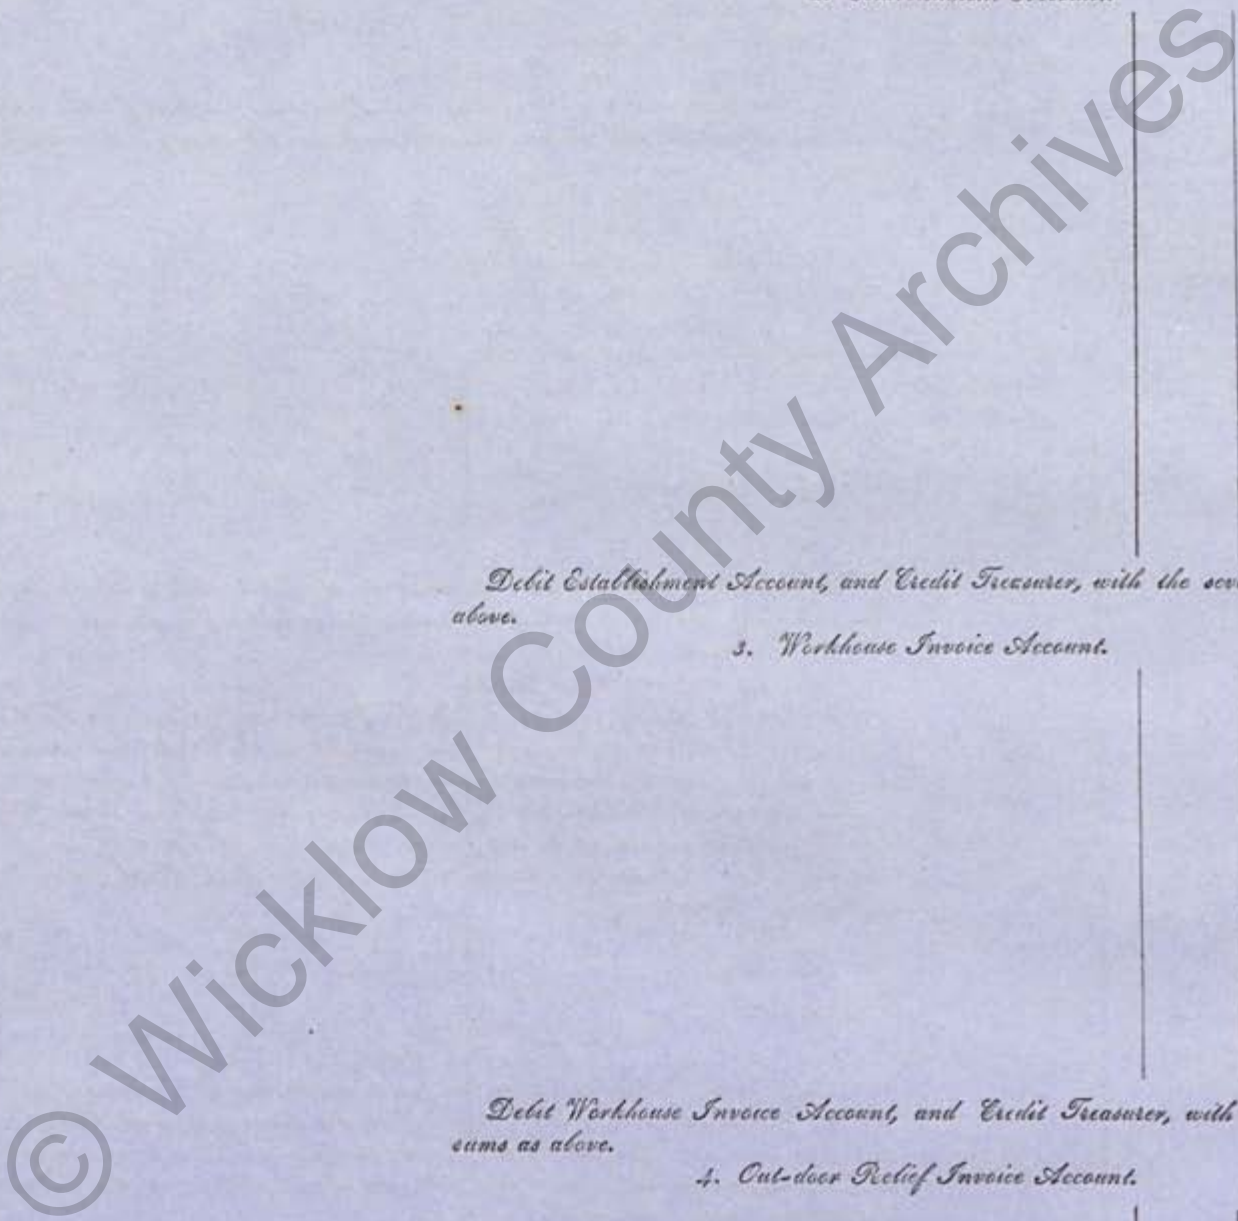 Debit Establishment Account, and Credit Treasurer, with the
above.
3. Workhouse Invoice Account.
Debit Workhouse Invoice Account, and Credit Treasurer, with
sums as above.
4. Out-door Relief Invoice Account.
© Wicklow County Archives